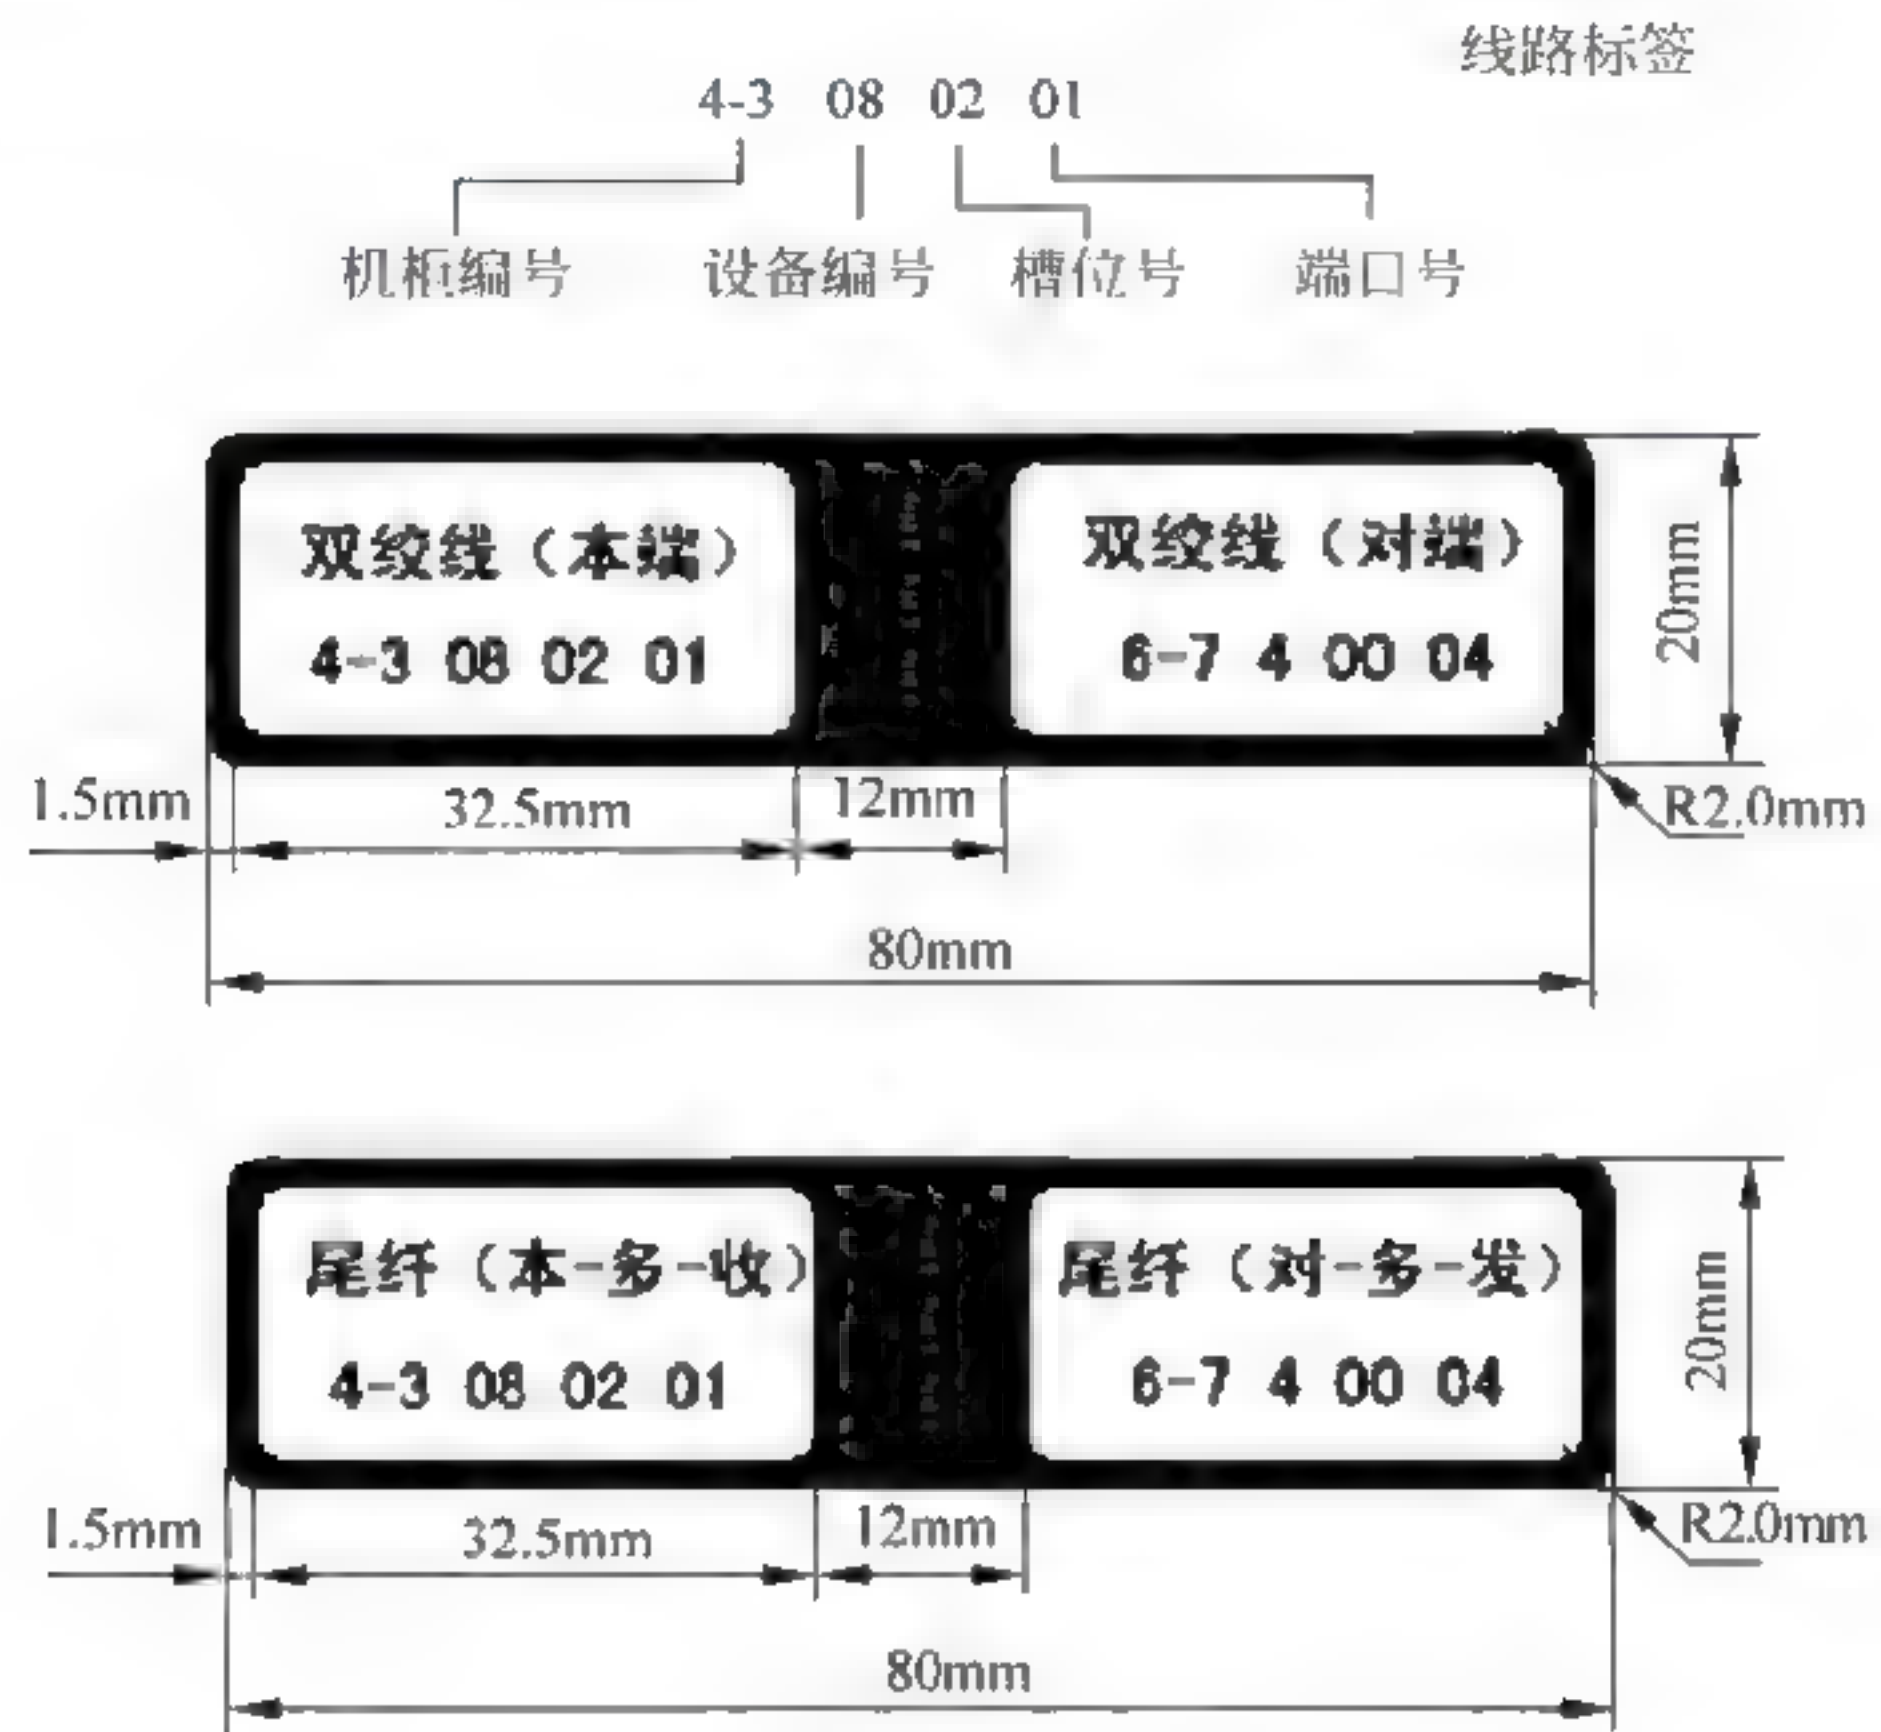 线路标签
4-3 08 02 01
机柜编号 设备编号 槽位号 端口号
双绞线（本端） 双绞线（对端）
4-3 08 02 01 6-7 4 00 04
20mm
1.5mm 32.5mm 12mm R2.0mm
80mm
尾纤（本-多-收） 尾纤（对-多-发）
4-3 08 02 01 6-7 4 00 04
20mm
1.5mm 32.5mm 12mm R2.0mm
80mm